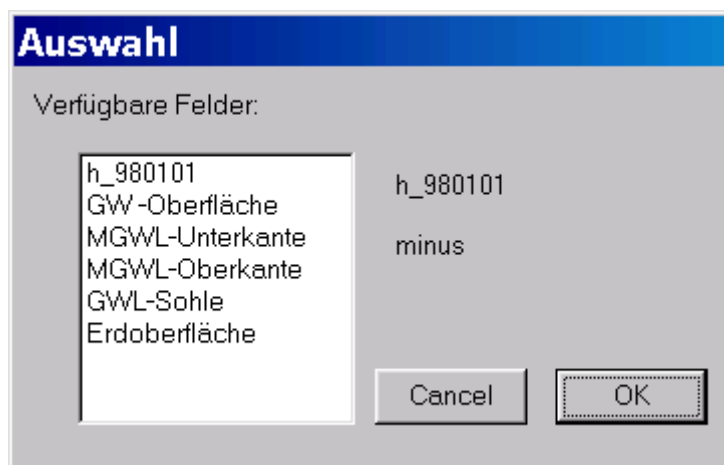 Auswahl
Verfügbare Felder:
h_980101
GW-Oberfläche
MGWL-Unterkante
MGWL-Oberkante
GWL-Sohle
Erdoberfläche
h_980101
minus
Cancel
OK